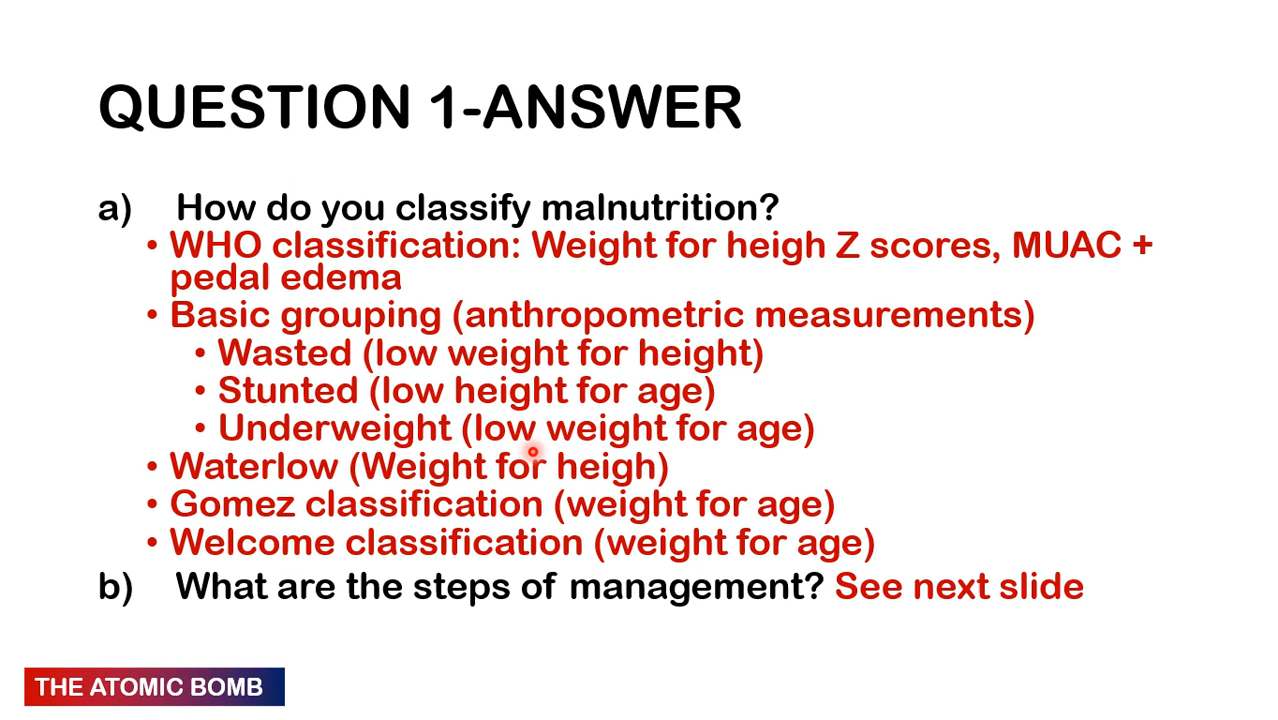 QUESTION 1-ANSWER
a) How do you classify malnutrition?
• WHO classification: Weight for heigh Z scores, MUAC +
pedal edema
• Basic grouping (anthropometric measurements)
• Wasted (low weight for height)
• Stunted (low height for age)
• Underweight (low weight for age)
• Waterlow (Weight for heigh)
• Gomez classification (weight for age)
• Welcome classification (weight for age)
b) What are the steps of management? See next slide
THE ATOMIC BOMB